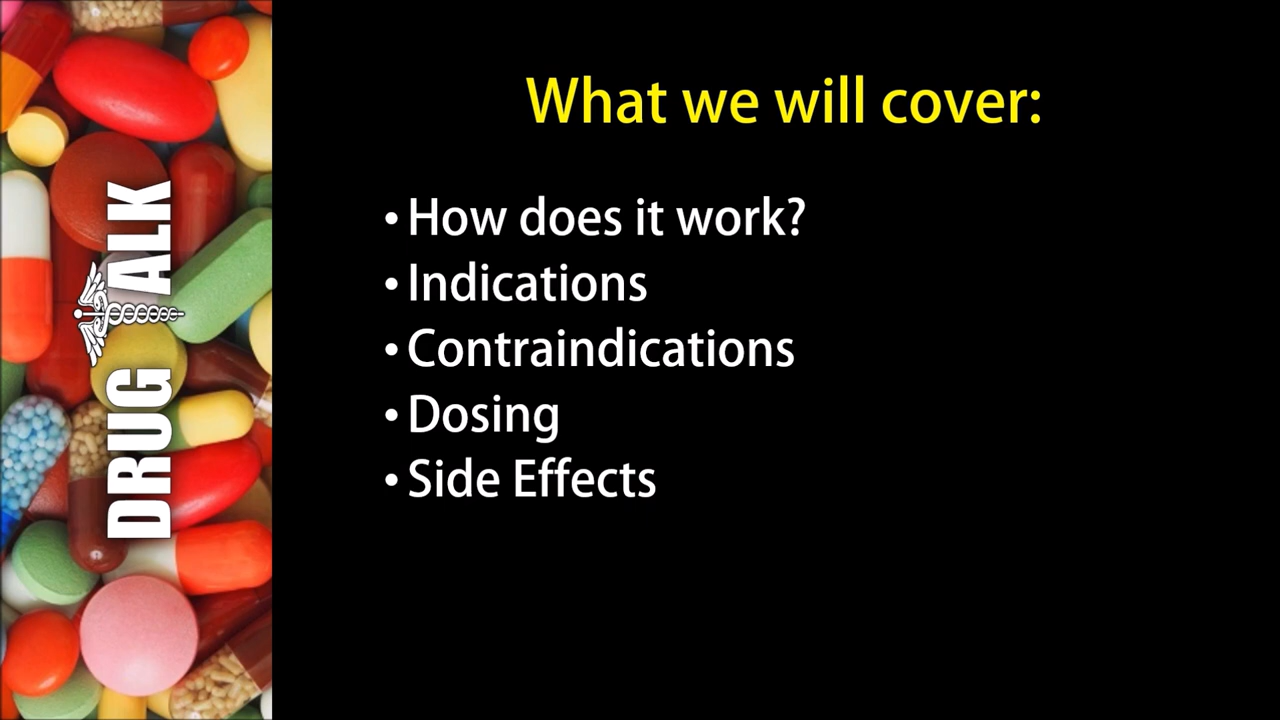 DRUG TALK
What we will cover:
• How does it work?
• Indications
• Contraindications
• Dosing
• Side Effects